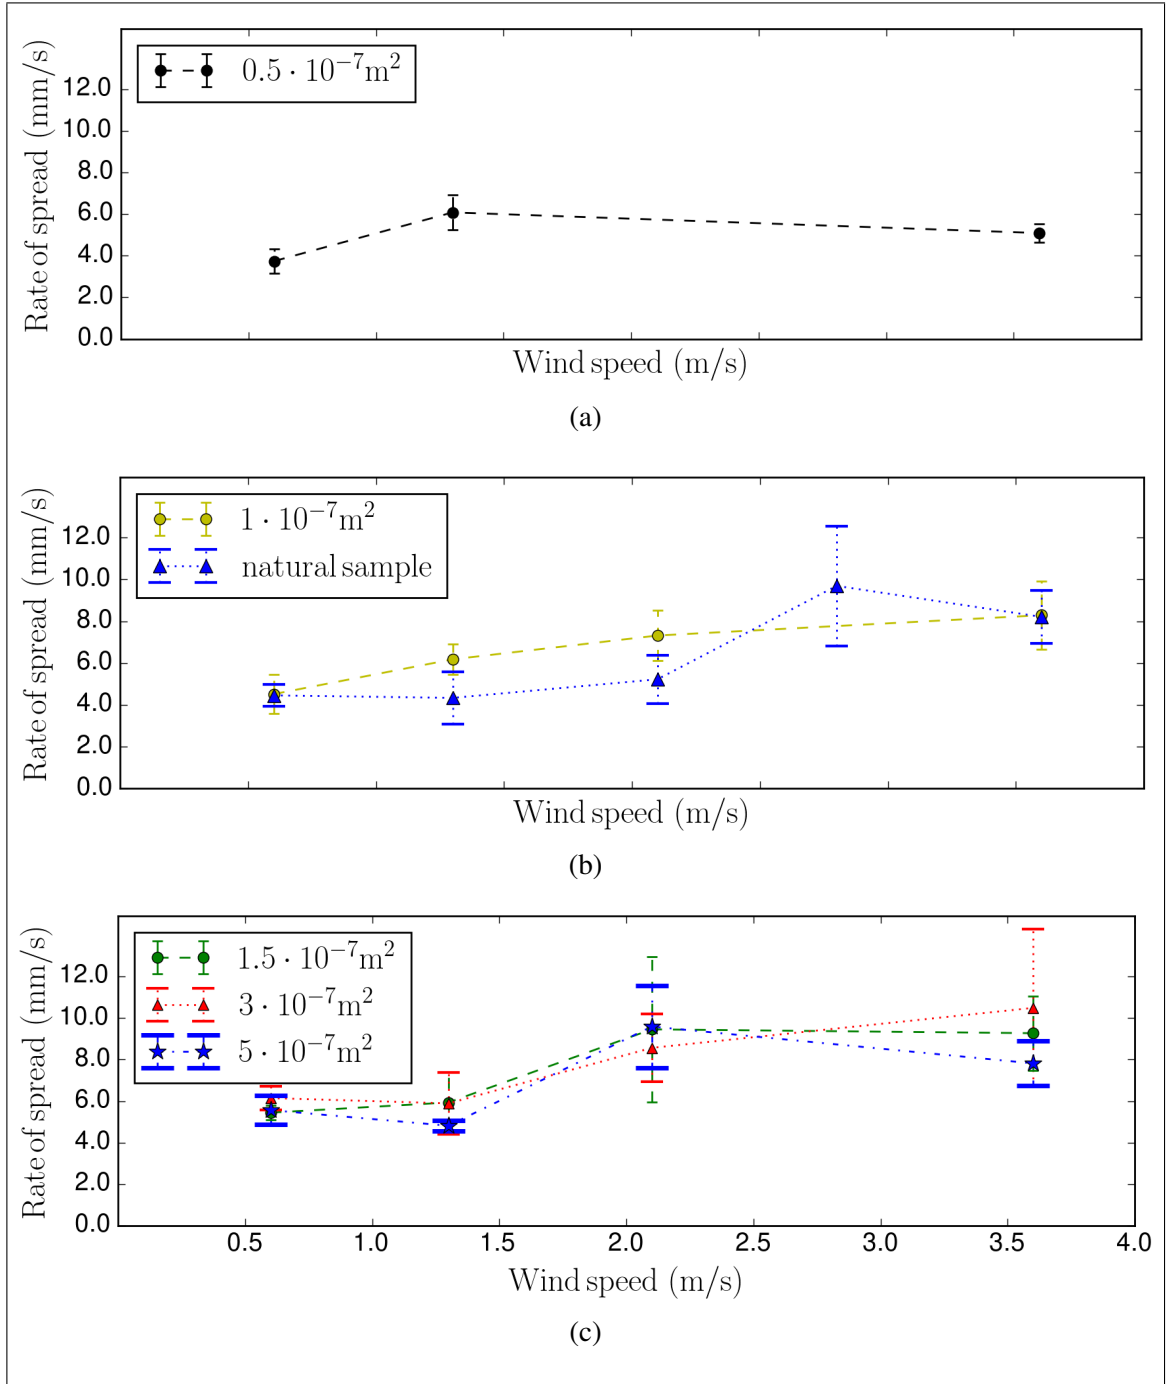 0.5 · 10⁻⁷m²
Rate of spread (mm/s)
12.0
10.0
8.0
6.0
4.0
2.0
0.0
Wind speed (m/s)
(a)
1 · 10⁻⁷m²
natural sample
Rate of spread (mm/s)
12.0
10.0
8.0
6.0
4.0
2.0
0.0
Wind speed (m/s)
(b)
1.5 · 10⁻⁷m²
3 · 10⁻⁷m²
5 · 10⁻⁷m²
Rate of spread (mm/s)
12.0
10.0
8.0
6.0
4.0
2.0
0.0
0.5 1.0 1.5 2.0 2.5 3.0 3.5 4.0
Wind speed (m/s)
(c)